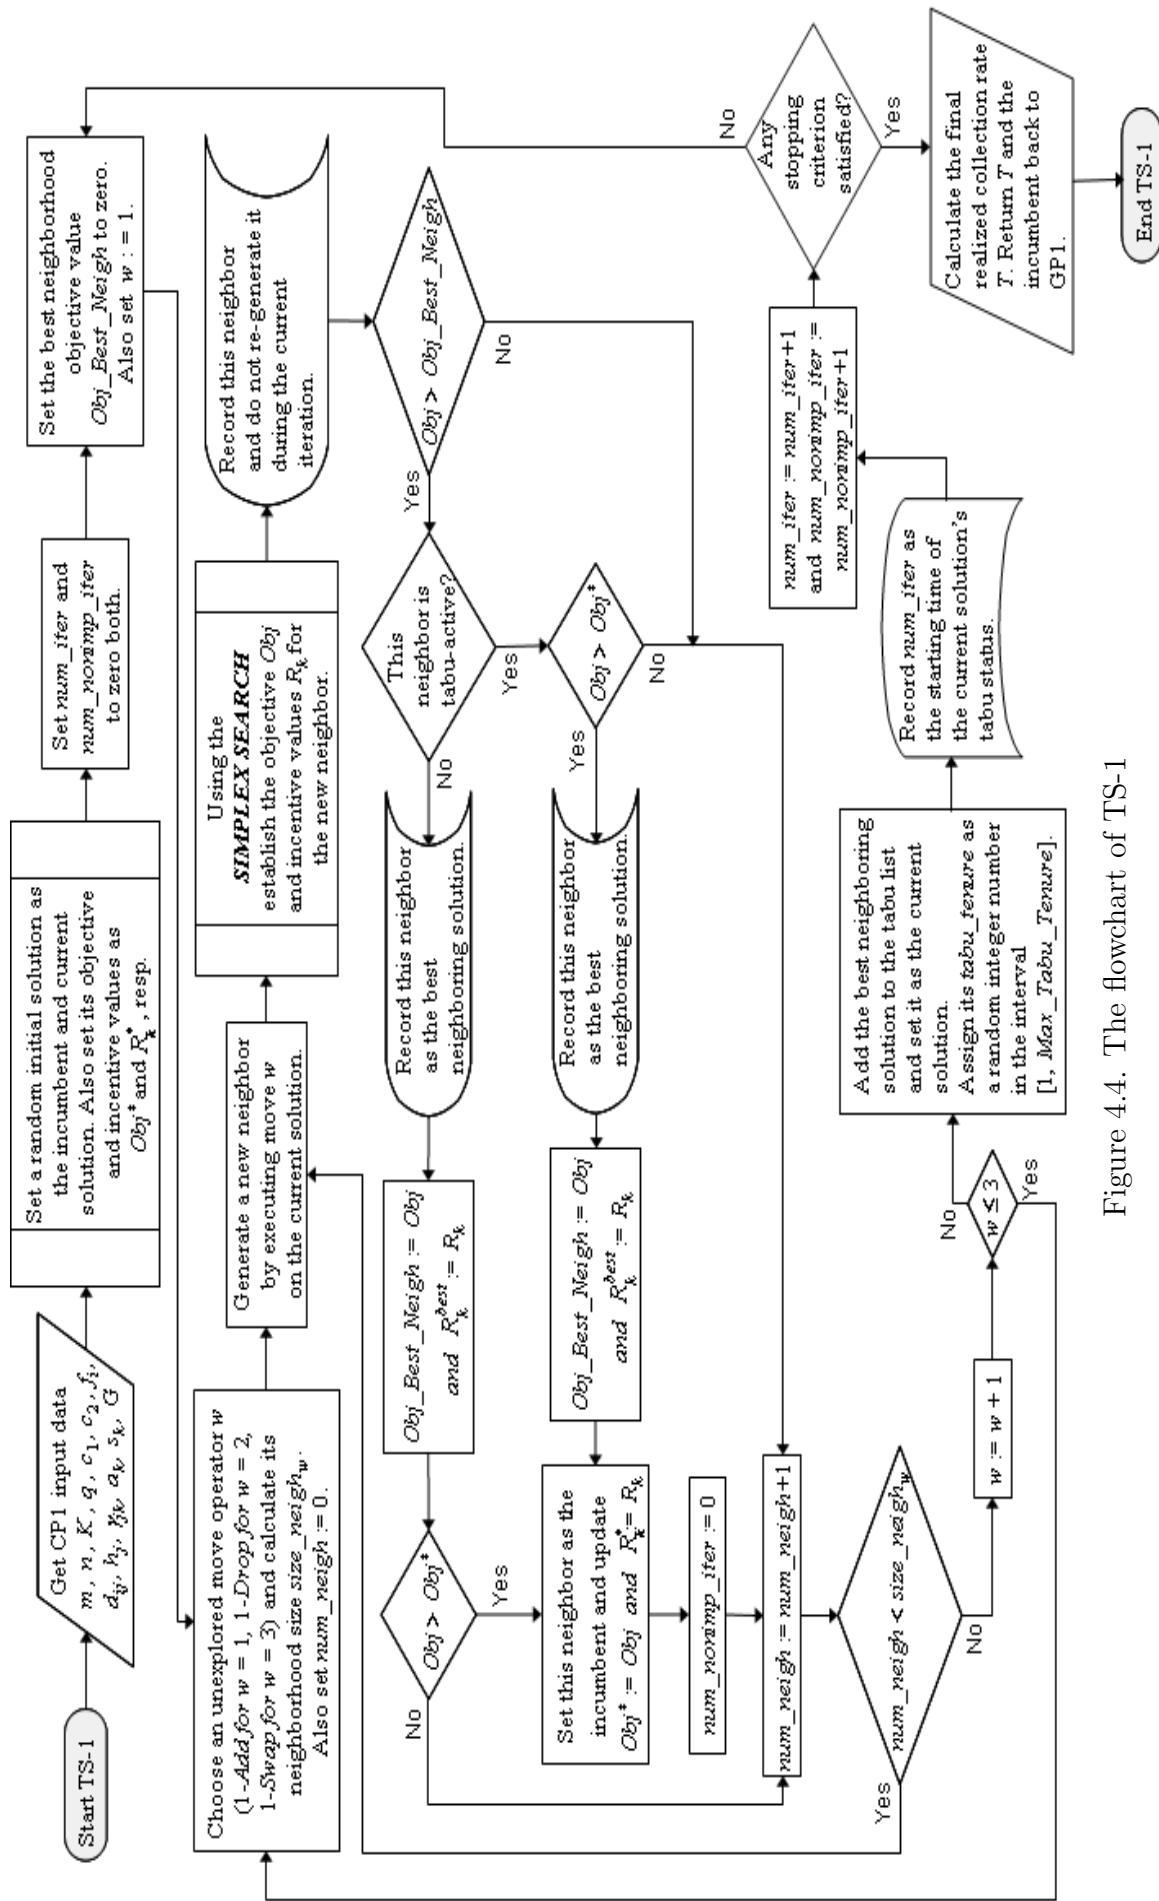 Start TS-1
Get CP1 input data
m, n, K, q, c₁, c₂, fᵢ,
dᵢⱼ, hⱼ, γⱼₖ, aₖ, sₖ, G
Set a random initial solution as
the incumbent and current
solution. Also set its objective
and incentive values as
Obj* and Rₖ*, resp.
Set num_iter and
num_nonimp_iter
to zero both.
Set the best neighborhood
objective value
Obj_Best_Neigh to zero.
Also set w := 1.
Choose an unexplored move operator w
(1-Add for w = 1, 1-Drop for w = 2,
1-Swap for w = 3) and calculate its
neighborhood size size_neigh_w.
Also set num_neigh := 0.
Generate a new neighbor
by executing move w
on the current solution.
Using the
SIMPLEX SEARCH
establish the objective Obj
and incentive values Rₖ for
the new neighbor.
Record this neighbor
and do not re-generate it
during the current
iteration.
Obj > Obj_Best_Neigh
Yes
No
This
neighbor is
tabu-active?
No
Yes
Record this neighbor
as the best
neighboring solution.
Obj_Best_Neigh := Obj
and Rₖ^best := Rₖ
Obj > Obj*
No
Yes
Obj > Obj*
Yes
No
Record this neighbor
as the best
neighboring solution.
Obj_Best_Neigh := Obj
and Rₖ^best := Rₖ
Set this neighbor as the
incumbent and update
Obj* := Obj and Rₖ* := Rₖ
num_nonimp_iter := 0
num_neigh := num_neigh+1
num_neigh < size_neigh_w
Yes
No
w := w + 1
w ≤ 3
No
Yes
Add the best neighboring
solution to the tabu list
and set it as the current
solution.
Assign its tabu_tenure as
a random integer number
in the interval
[1, Max_Tabu_Tenure].
Record num_iter as
the starting time of
the current solution's
tabu status.
num_iter := num_iter+1
and num_nonimp_iter :=
num_nonimp_iter+1
Any
stopping
criterion
satisfied?
No
Yes
Calculate the final
realized collection rate
T. Return T and the
incumbent back to
GP1.
End TS-1
Figure 4.4. The flowchart of TS-1